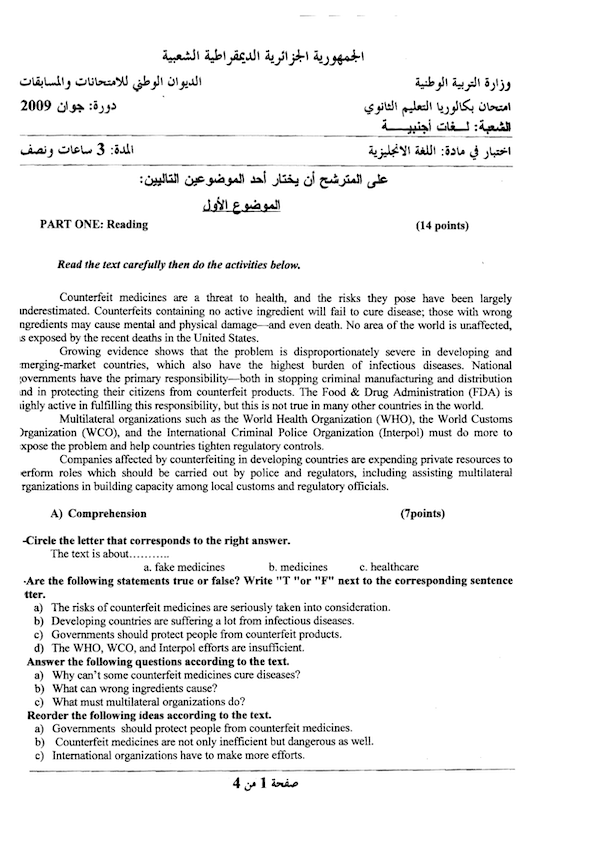 الجمهورية الجزائرية الديمقراطية الشعبية
وزارة التربية الوطنية الديوان الوطني للامتحانات والمسابقات
امتحان بكالوريا التعليم الثانوي دورة: جوان 2009
الشعبة: لـغات أجنبيـــة
اختبار في مادة: اللغة الانجليزية المدة: 3 ساعات ونصف
على المترشح أن يختار أحد الموضوعين التاليين:
الموضوع الأول
PART ONE: Reading (14 points)
Read the text carefully then do the activities below.
Counterfeit medicines are a threat to health, and the risks they pose have been largely
underestimated. Counterfeits containing no active ingredient will fail to cure disease; those with wrong
ngredients may cause mental and physical damage—and even death. No area of the world is unaffected,
s exposed by the recent deaths in the United States.
Growing evidence shows that the problem is disproportionately severe in developing and
merging-market countries, which also have the highest burden of infectious diseases. National
overnments have the primary responsibility—both in stopping criminal manufacturing and distribution
nd in protecting their citizens from counterfeit products. The Food & Drug Administration (FDA) is
ighly active in fulfilling this responsibility, but this is not true in many other countries in the world.
Multilateral organizations such as the World Health Organization (WHO), the World Customs
Organization (WCO), and the International Criminal Police Organization (Interpol) must do more to
xpose the problem and help countries tighten regulatory controls.
Companies affected by counterfeiting in developing countries are expending private resources to
erform roles which should be carried out by police and regulators, including assisting multilateral
rganizations in building capacity among local customs and regulatory officials.
A) Comprehension (7points)
-Circle the letter that corresponds to the right answer.
The text is about………..
a. fake medicines b. medicines c. healthcare
-Are the following statements true or false? Write "T "or "F" next to the corresponding sentence
tter.
a) The risks of counterfeit medicines are seriously taken into consideration.
b) Developing countries are suffering a lot from infectious diseases.
c) Governments should protect people from counterfeit products.
d) The WHO, WCO, and Interpol efforts are insufficient.
Answer the following questions according to the text.
a) Why can't some counterfeit medicines cure diseases?
b) What can wrong ingredients cause?
c) What must multilateral organizations do?
Reorder the following ideas according to the text.
a) Governments should protect people from counterfeit medicines.
b) Counterfeit medicines are not only inefficient but dangerous as well.
c) International organizations have to make more efforts.
صفحة 1 من 4